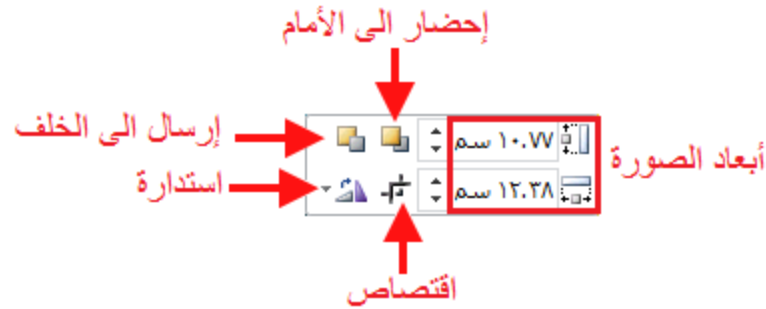 إحضار الى الأمام
إرسال الى الخلف
١٠.٧٧ سم
أبعاد الصورة
استدارة
١٢.٣٨ سم
اقتصاص